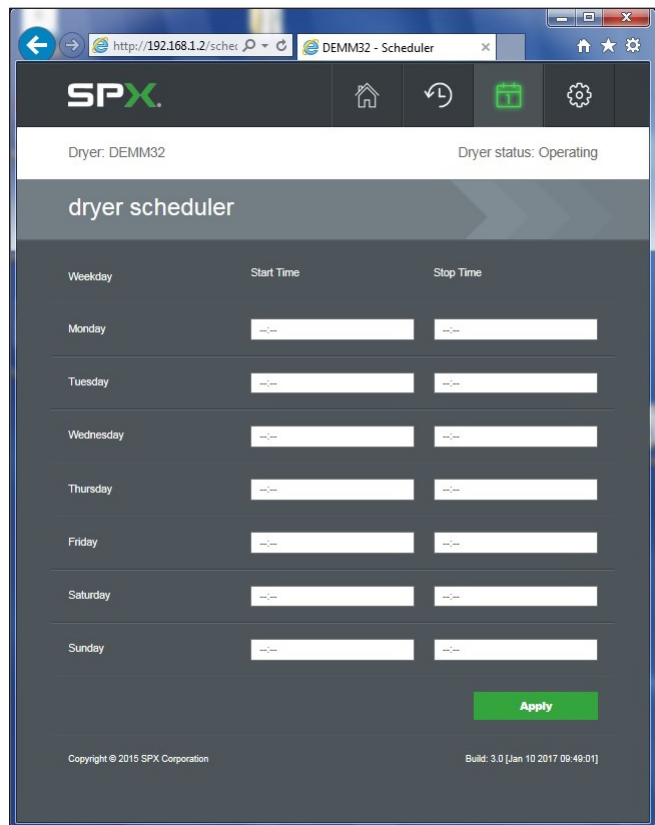 http://192.168.1.2/sche
DEMM32 - Scheduler
SPX.
1
Dryer: DEMM32 Dryer status: Operating
dryer scheduler
Weekday Start Time Stop Time
Monday --:-- --:--
Tuesday --:-- --:--
Wednesday --:-- --:--
Thursday --:-- --:--
Friday --:-- --:--
Saturday --:-- --:--
Sunday --:-- --:--
Apply
Copyright © 2015 SPX Corporation Build: 3.0 [Jan 10 2017 09:49:01]